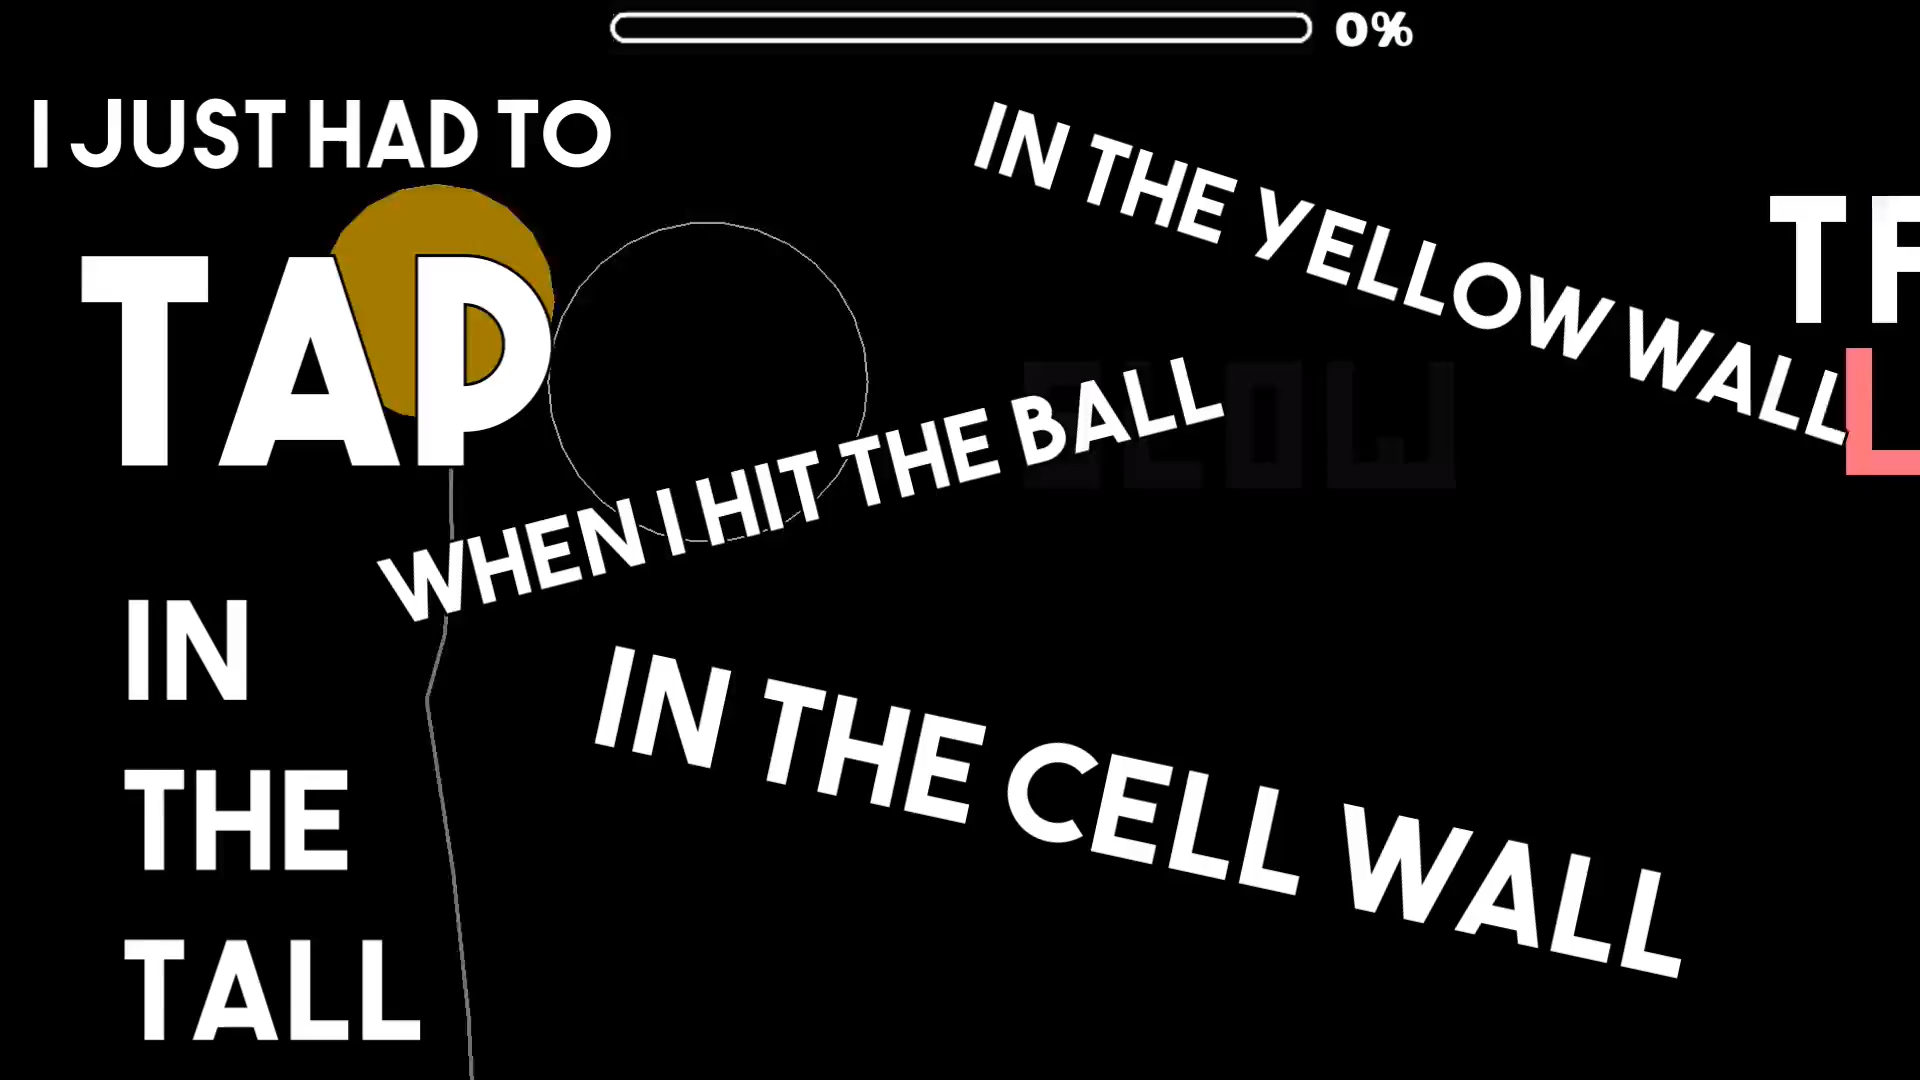 0%
I JUST HAD TO
TAP
IN
THE
TALL
WHEN I HIT THE BALL
IN THE YELLOW WALL
IN THE CELL WALL